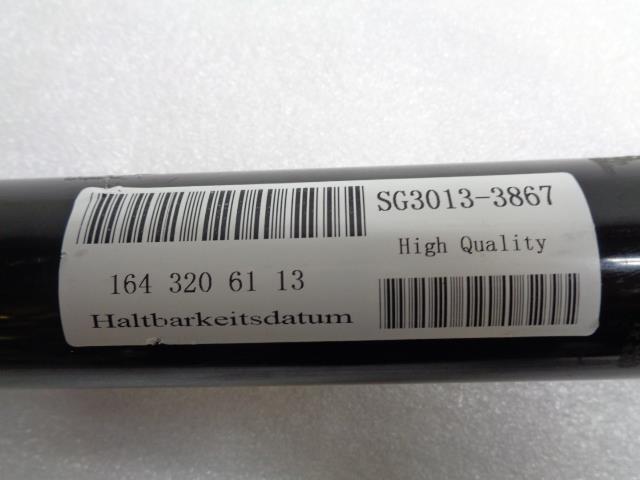 SG3013-3867
High Quality
164 320 61 13
Haltbarkeitsdatum